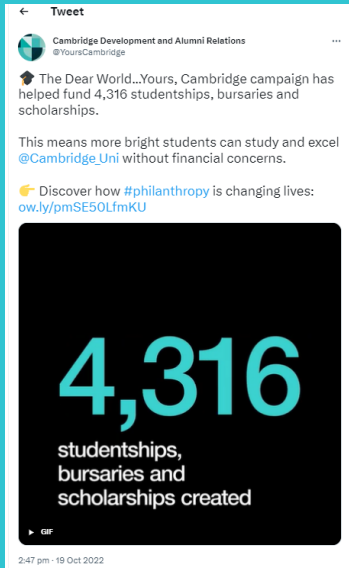 ← Tweet
Cambridge Development and Alumni Relations
@YoursCambridge
🎓 The Dear World...Yours, Cambridge campaign has
helped fund 4,316 studentships, bursaries and
scholarships.
This means more bright students can study and excel
@Cambridge_Uni without financial concerns.
👉 Discover how #philanthropy is changing lives:
ow.ly/pmSE50LfmKU
4,316
studentships,
bursaries and
scholarships created
GIF
2:47 pm · 19 Oct 2022